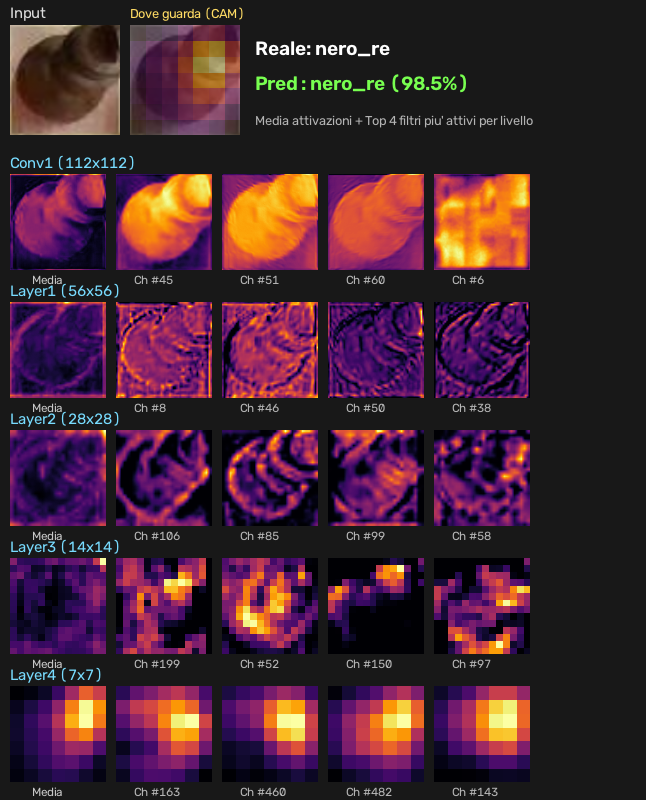 Input
Dove guarda (CAM)
Reale: nero_re
Pred : nero_re (98.5%)
Media attivazioni + Top 4 filtri piu' attivi per livello
Conv1 (112x112)
Media Ch #45 Ch #51 Ch #60 Ch #6
Layer1 (56x56)
Media Ch #8 Ch #46 Ch #50 Ch #38
Layer2 (28x28)
Media Ch #106 Ch #85 Ch #99 Ch #58
Layer3 (14x14)
Media Ch #199 Ch #52 Ch #150 Ch #97
Layer4 (7x7)
Media Ch #163 Ch #460 Ch #482 Ch #143